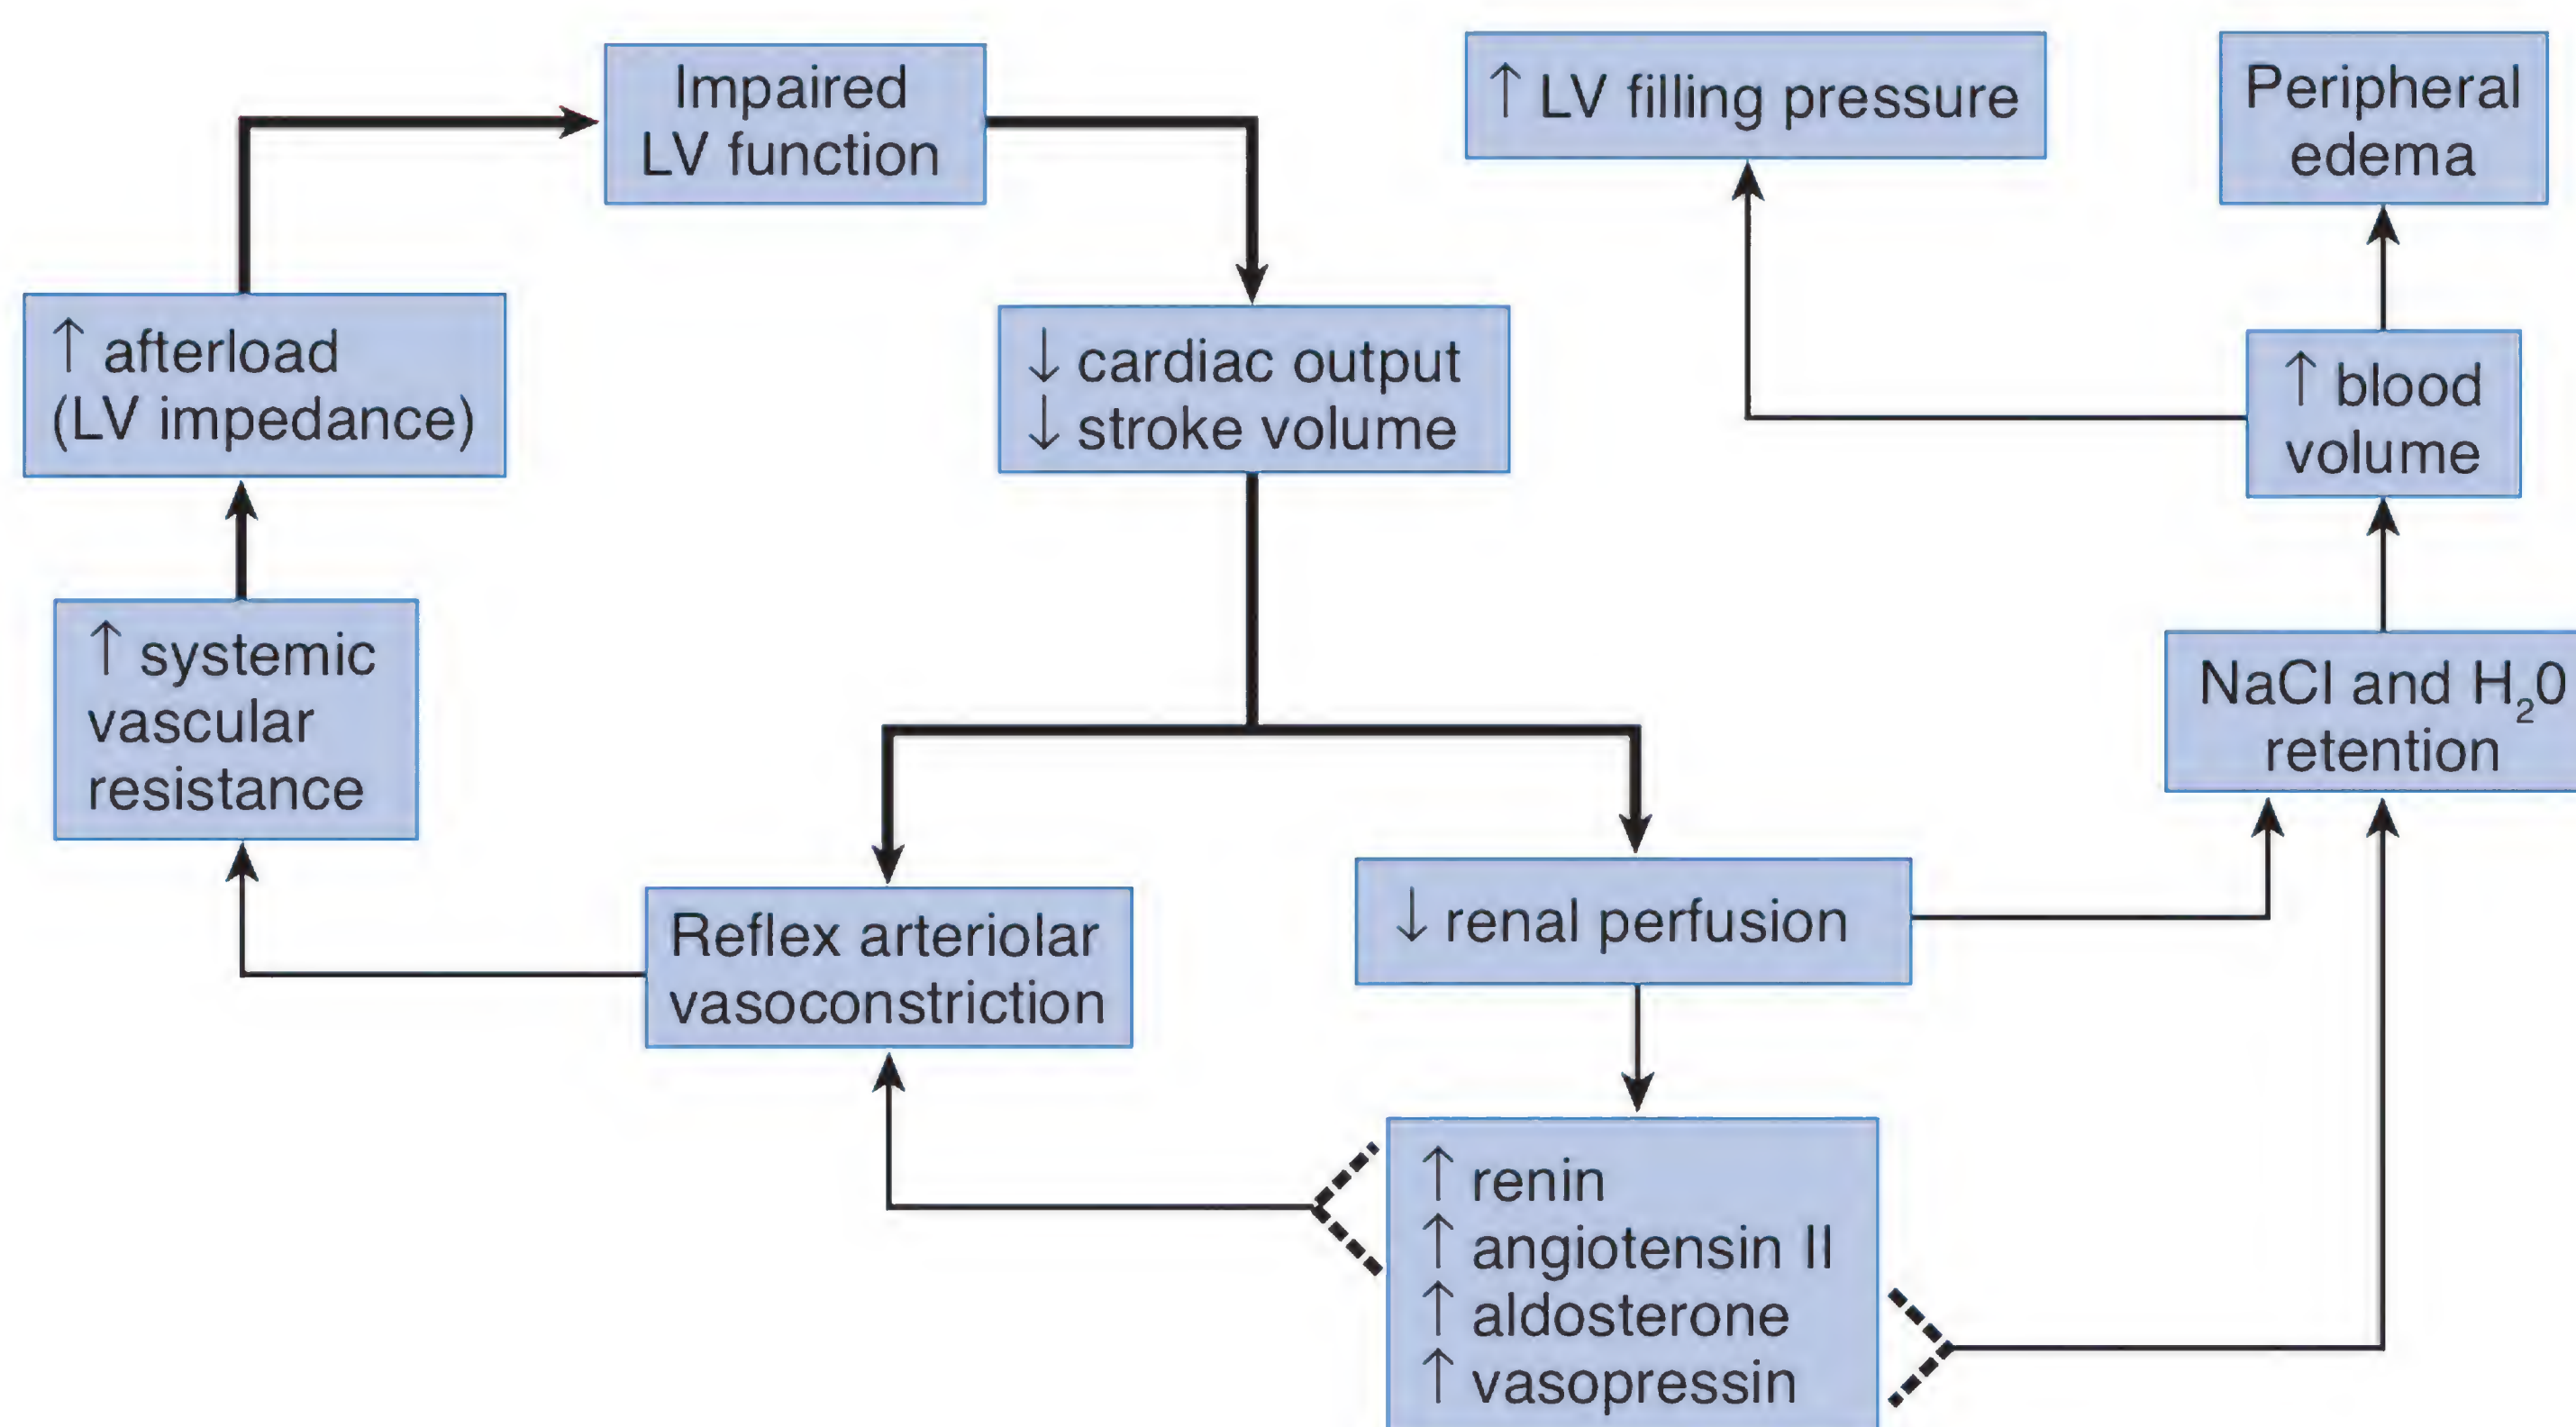 Impaired
LV function
↑ LV filling pressure
Peripheral
edema
↑ afterload
(LV impedance)
↓ cardiac output
↓ stroke volume
↑ blood
volume
↑ systemic
vascular
resistance
NaCl and H₂0
retention
Reflex arteriolar
vasoconstriction
↓ renal perfusion
↑ renin
↑ angiotensin II
↑ aldosterone
↑ vasopressin